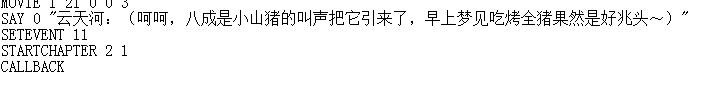 MOVIE 1 21 0 0 3
SAY 0 "云天河:（呵呵，八成是小山猪的叫声把它引来了，早上梦见吃烤全猪果然是好兆头～）"
SETEVENT 11
STARTCHAPTER 2 1
CALLBACK